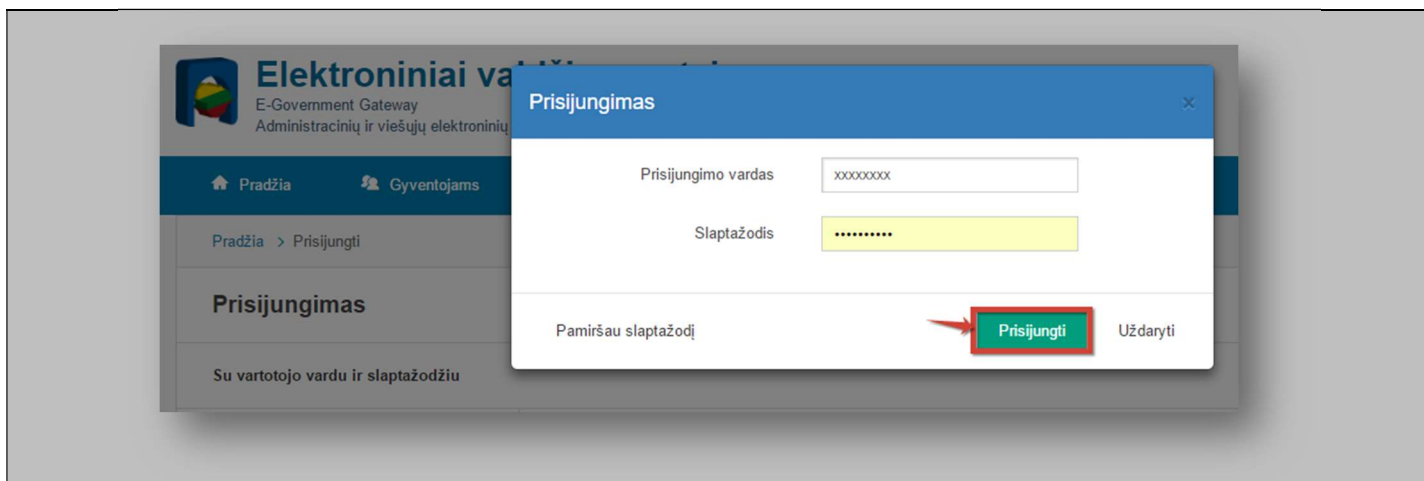 Elektroniniai
E-Government Gateway
Administracinių ir viešųjų elektroninių
Pradžia Gyventojams
Pradžia > Prisijungti
Prisijungimas
Su vartotojo vardu ir slaptažodžiu
Prisijungimas ×
Prisijungimo vardas xxxxxxxx
Slaptažodis ••••••••••
Pamiršau slaptažodį Prisijungti Uždaryti